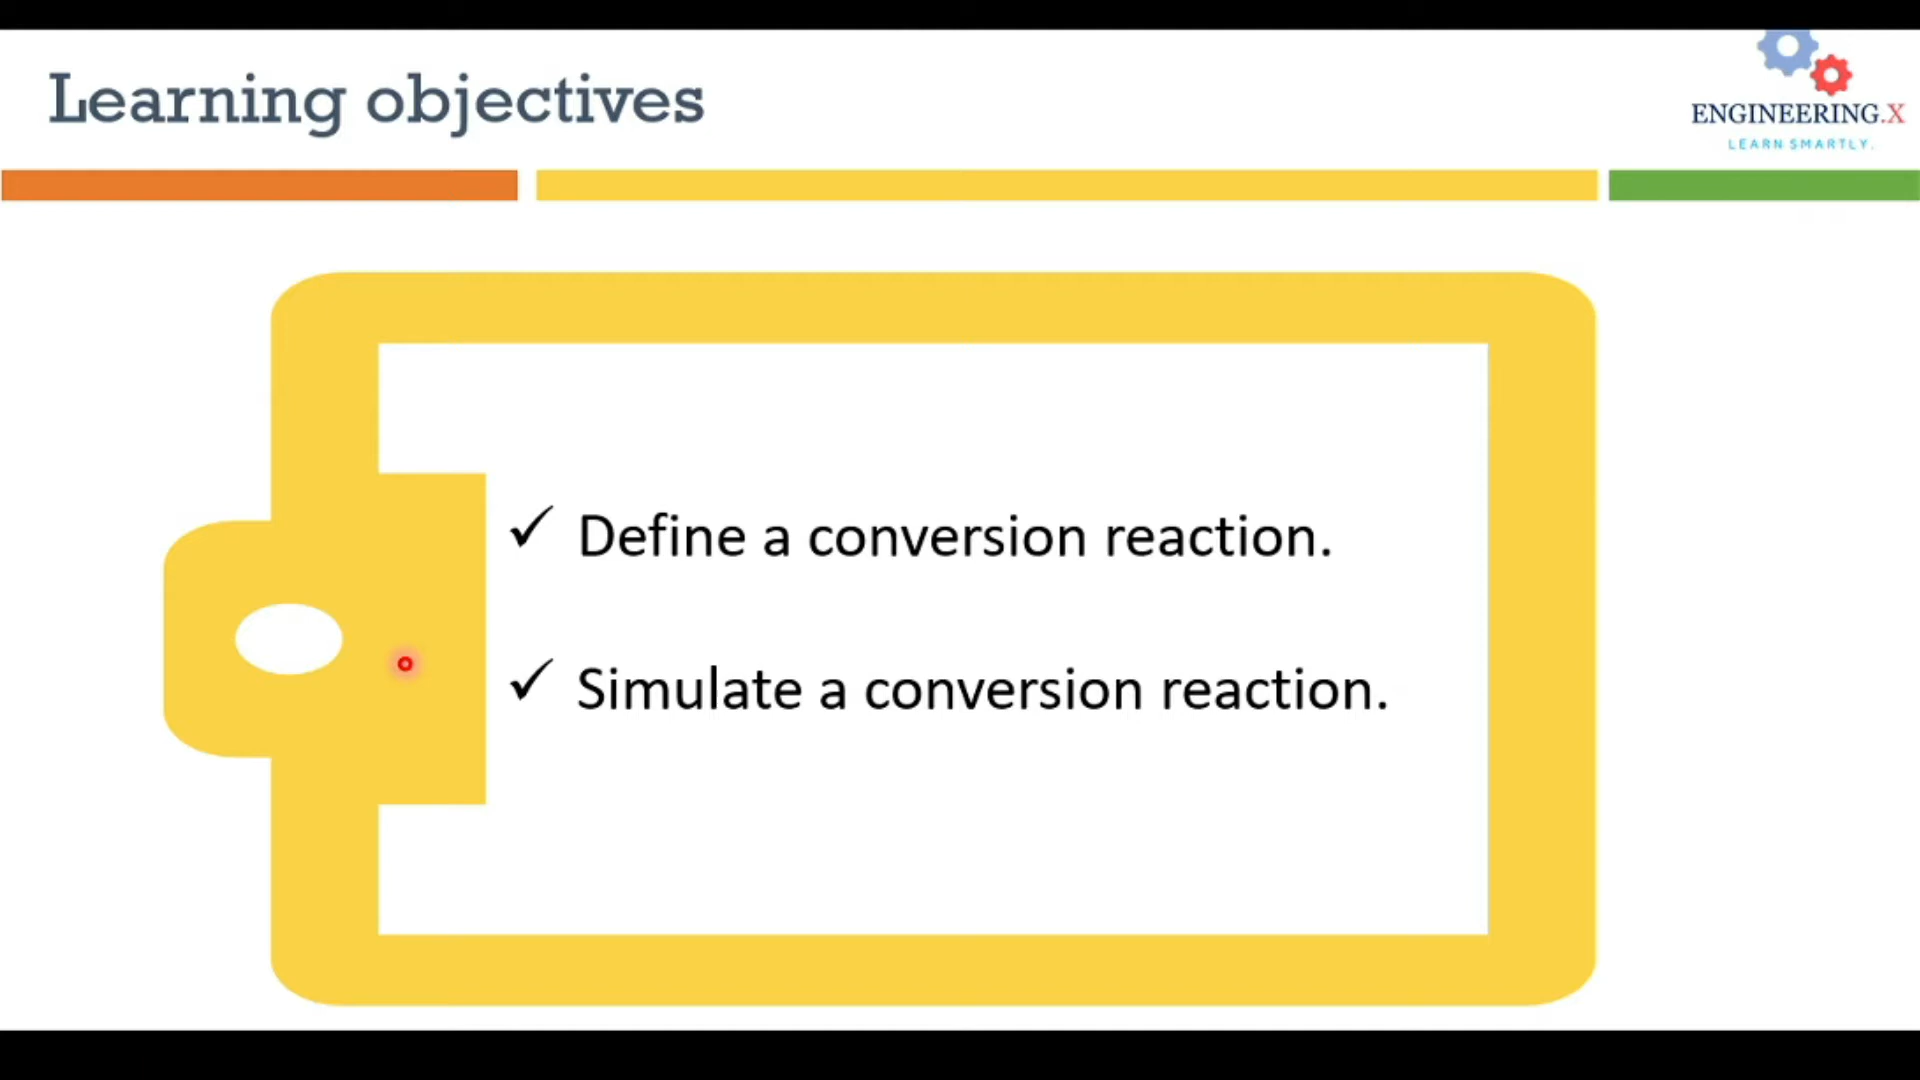 Learning objectives
ENGINEERING.X
LEARN SMARTLY.
✓ Define a conversion reaction.
✓ Simulate a conversion reaction.